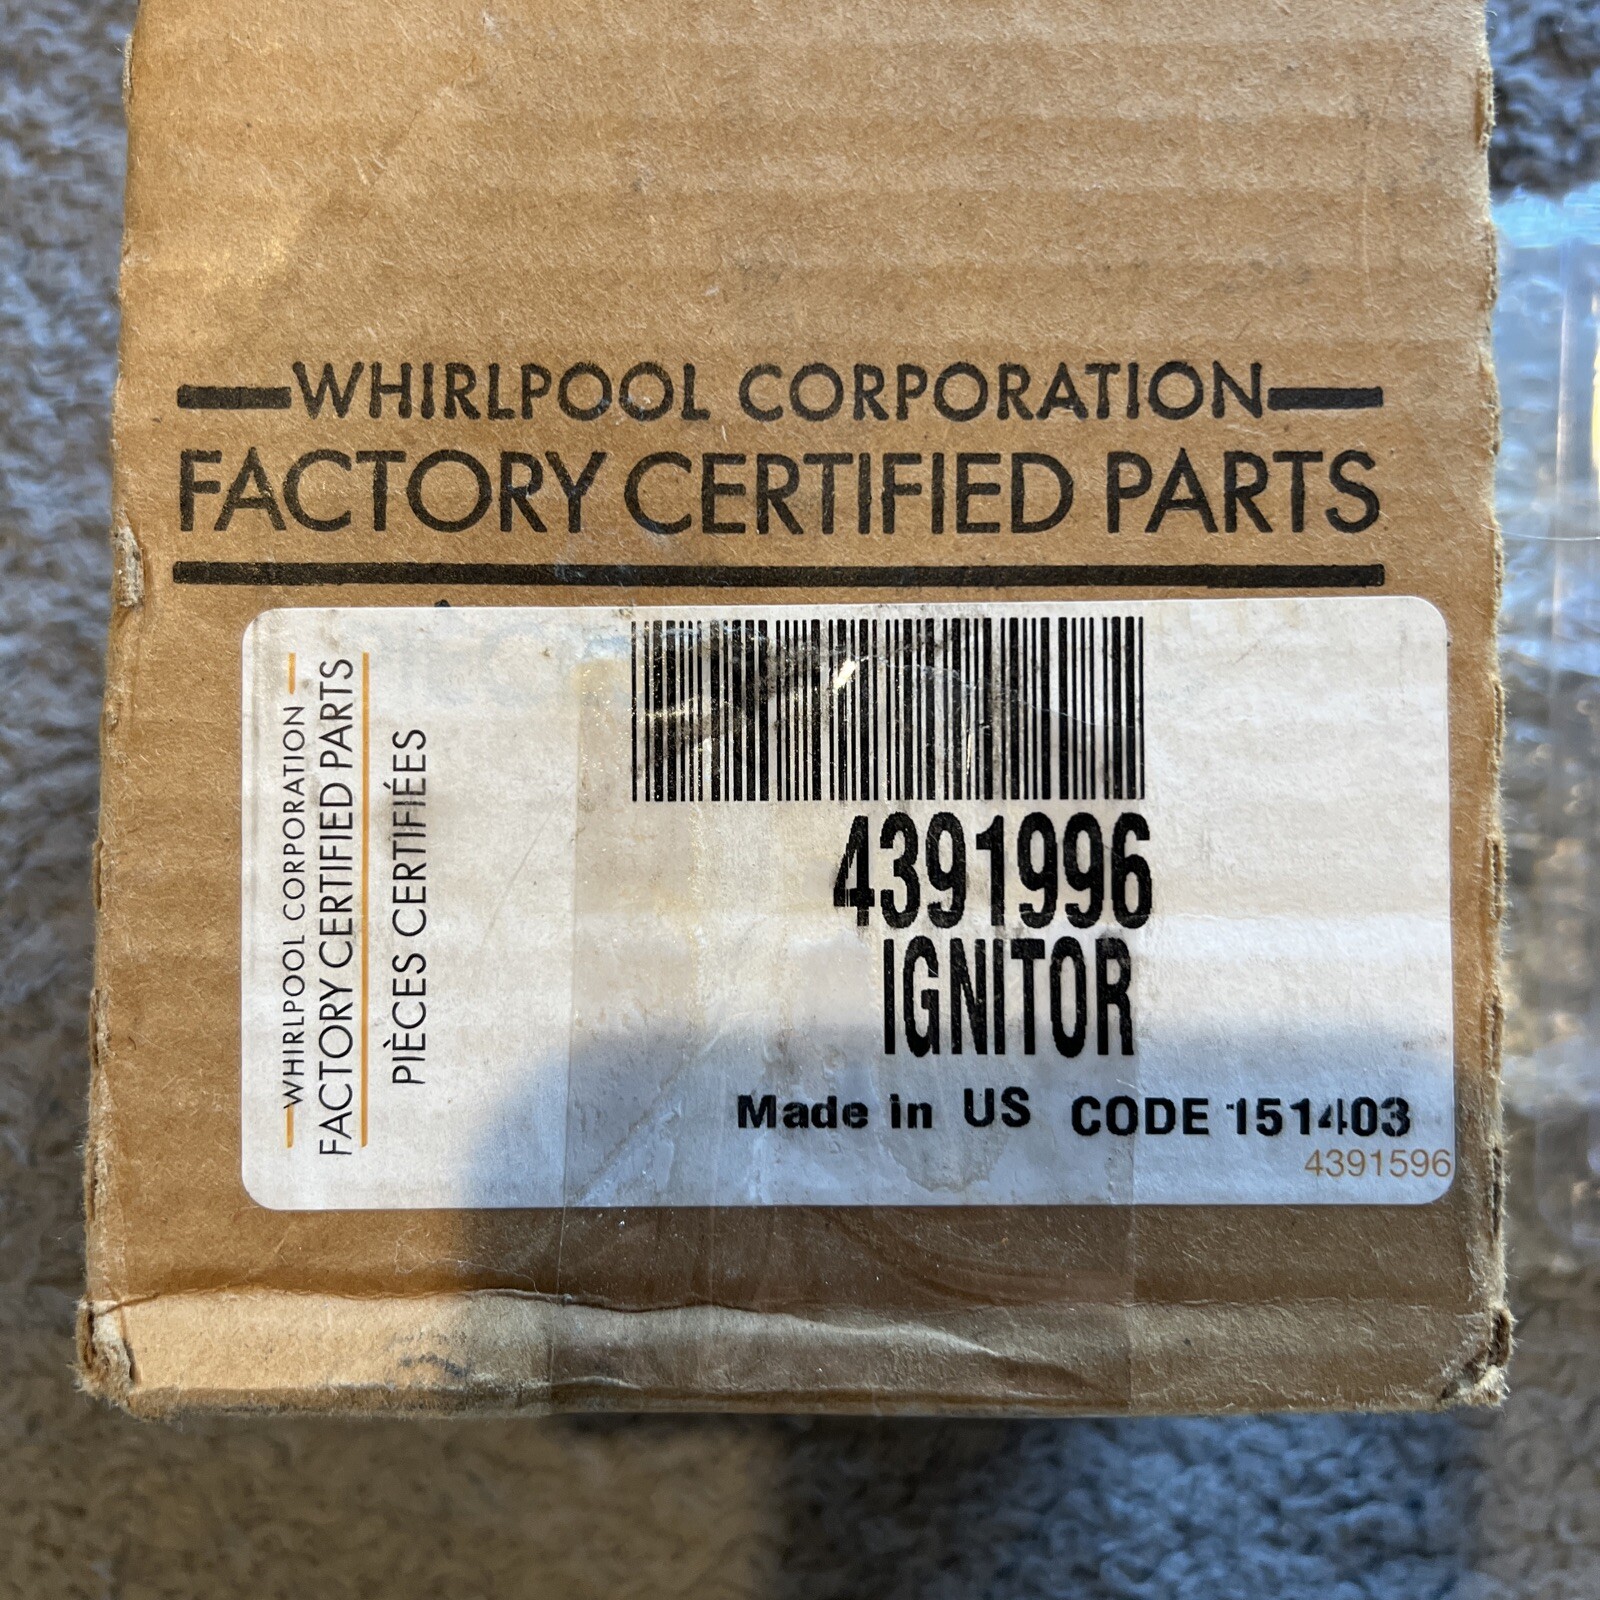 WHIRLPOOL CORPORATION
FACTORY CERTIFIED PARTS
WHIRLPOOL CORPORATION
FACTORY CERTIFIED PARTS
PIÈCES CERTIFIÉES
4391996
IGNITOR
Made in US CODE 151403
4391596